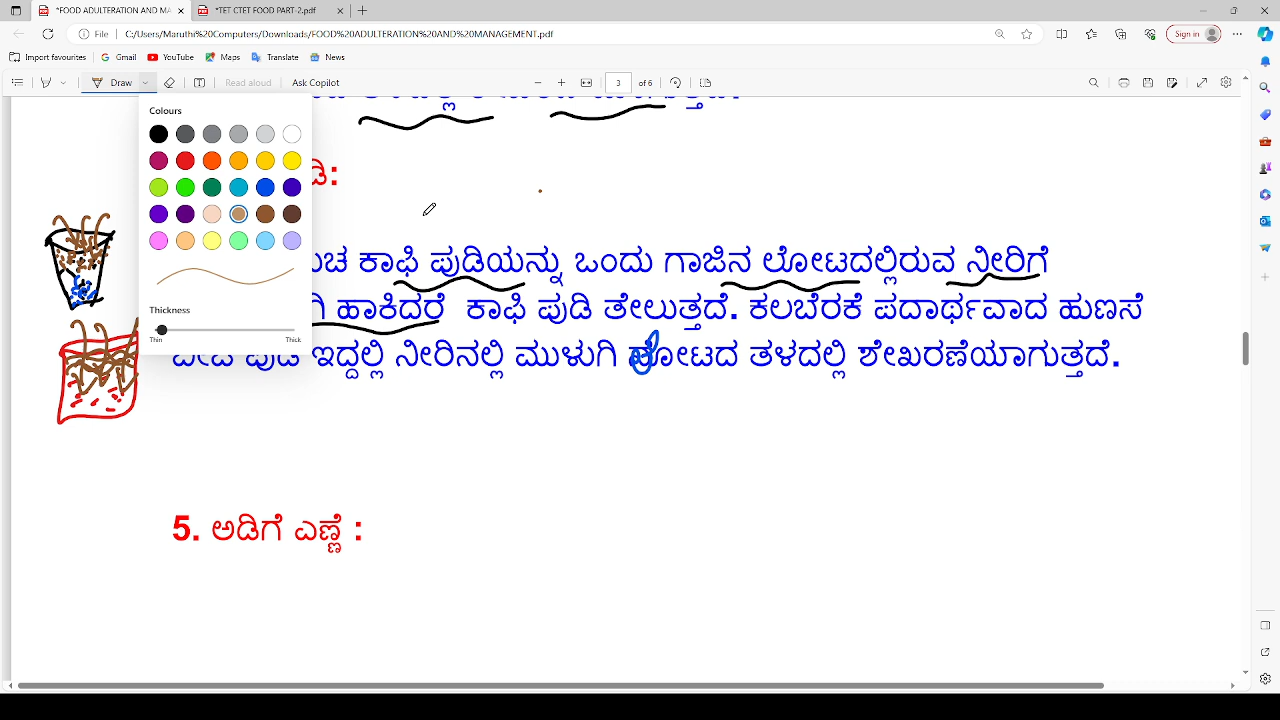 *FOOD ADULTERATION AND MA
*TET CTET FOOD PART-2.pdf
File
C:/Users/Maruthi%20Computers/Downloads/FOOD%20ADULTERATION%20AND%20MANAGEMENT.pdf
Sign in
Import favourites
Gmail
YouTube
Maps
Translate
News
Draw
Read aloud
Ask Copilot
3
of 6
Colours
Thickness
Thin
Thick
ಡಿ:
ಚ ಕಾಫಿ ಪುಡಿಯನ್ನು ಒಂದು ಗಾಜಿನ ಲೋಟದಲ್ಲಿರುವ ನೀರಿಗೆ
ಗಿ ಹಾಕಿದರೆ ಕಾಫಿ ಪುಡಿ ತೇಲುತ್ತದೆ. ಕಲಬೆರಕೆ ಪದಾರ್ಥವಾದ ಹುಣಸೆ
ಪುಡಿ ಇದ್ದಲ್ಲಿ ನೀರಿನಲ್ಲಿ ಮುಳುಗಿ ಲೋಟದ ತಳದಲ್ಲಿ ಶೇಖರಣೆಯಾಗುತ್ತದೆ.
5. ಅಡಿಗೆ ಎಣ್ಣೆ :